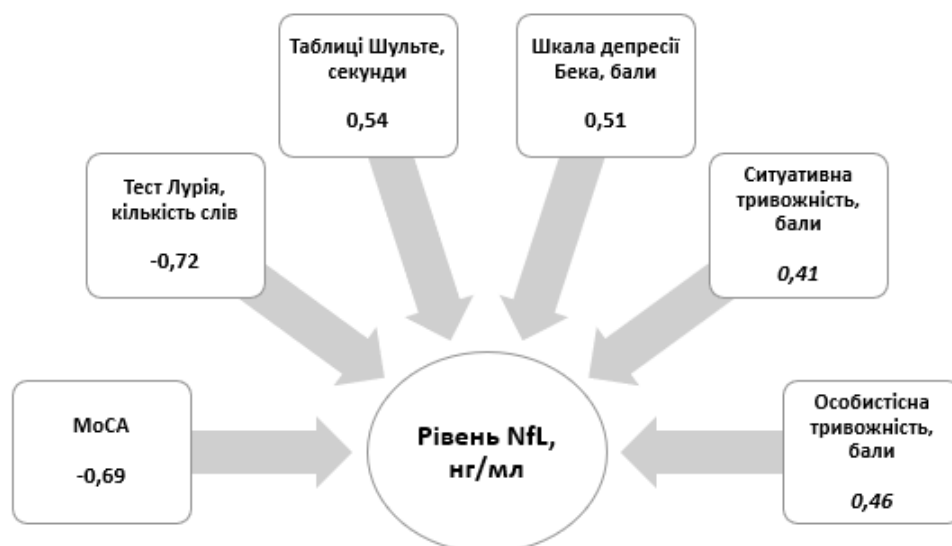 Таблиці Шульте,
секунди
0,54
Шкала депресії
Бека, бали
0,51
Тест Лурія,
кількість слів
-0,72
Ситуативна
тривожність,
бали
0,41
МоСА
-0,69
Рівень NfL,
нг/мл
Особистісна
тривожність,
бали
0,46